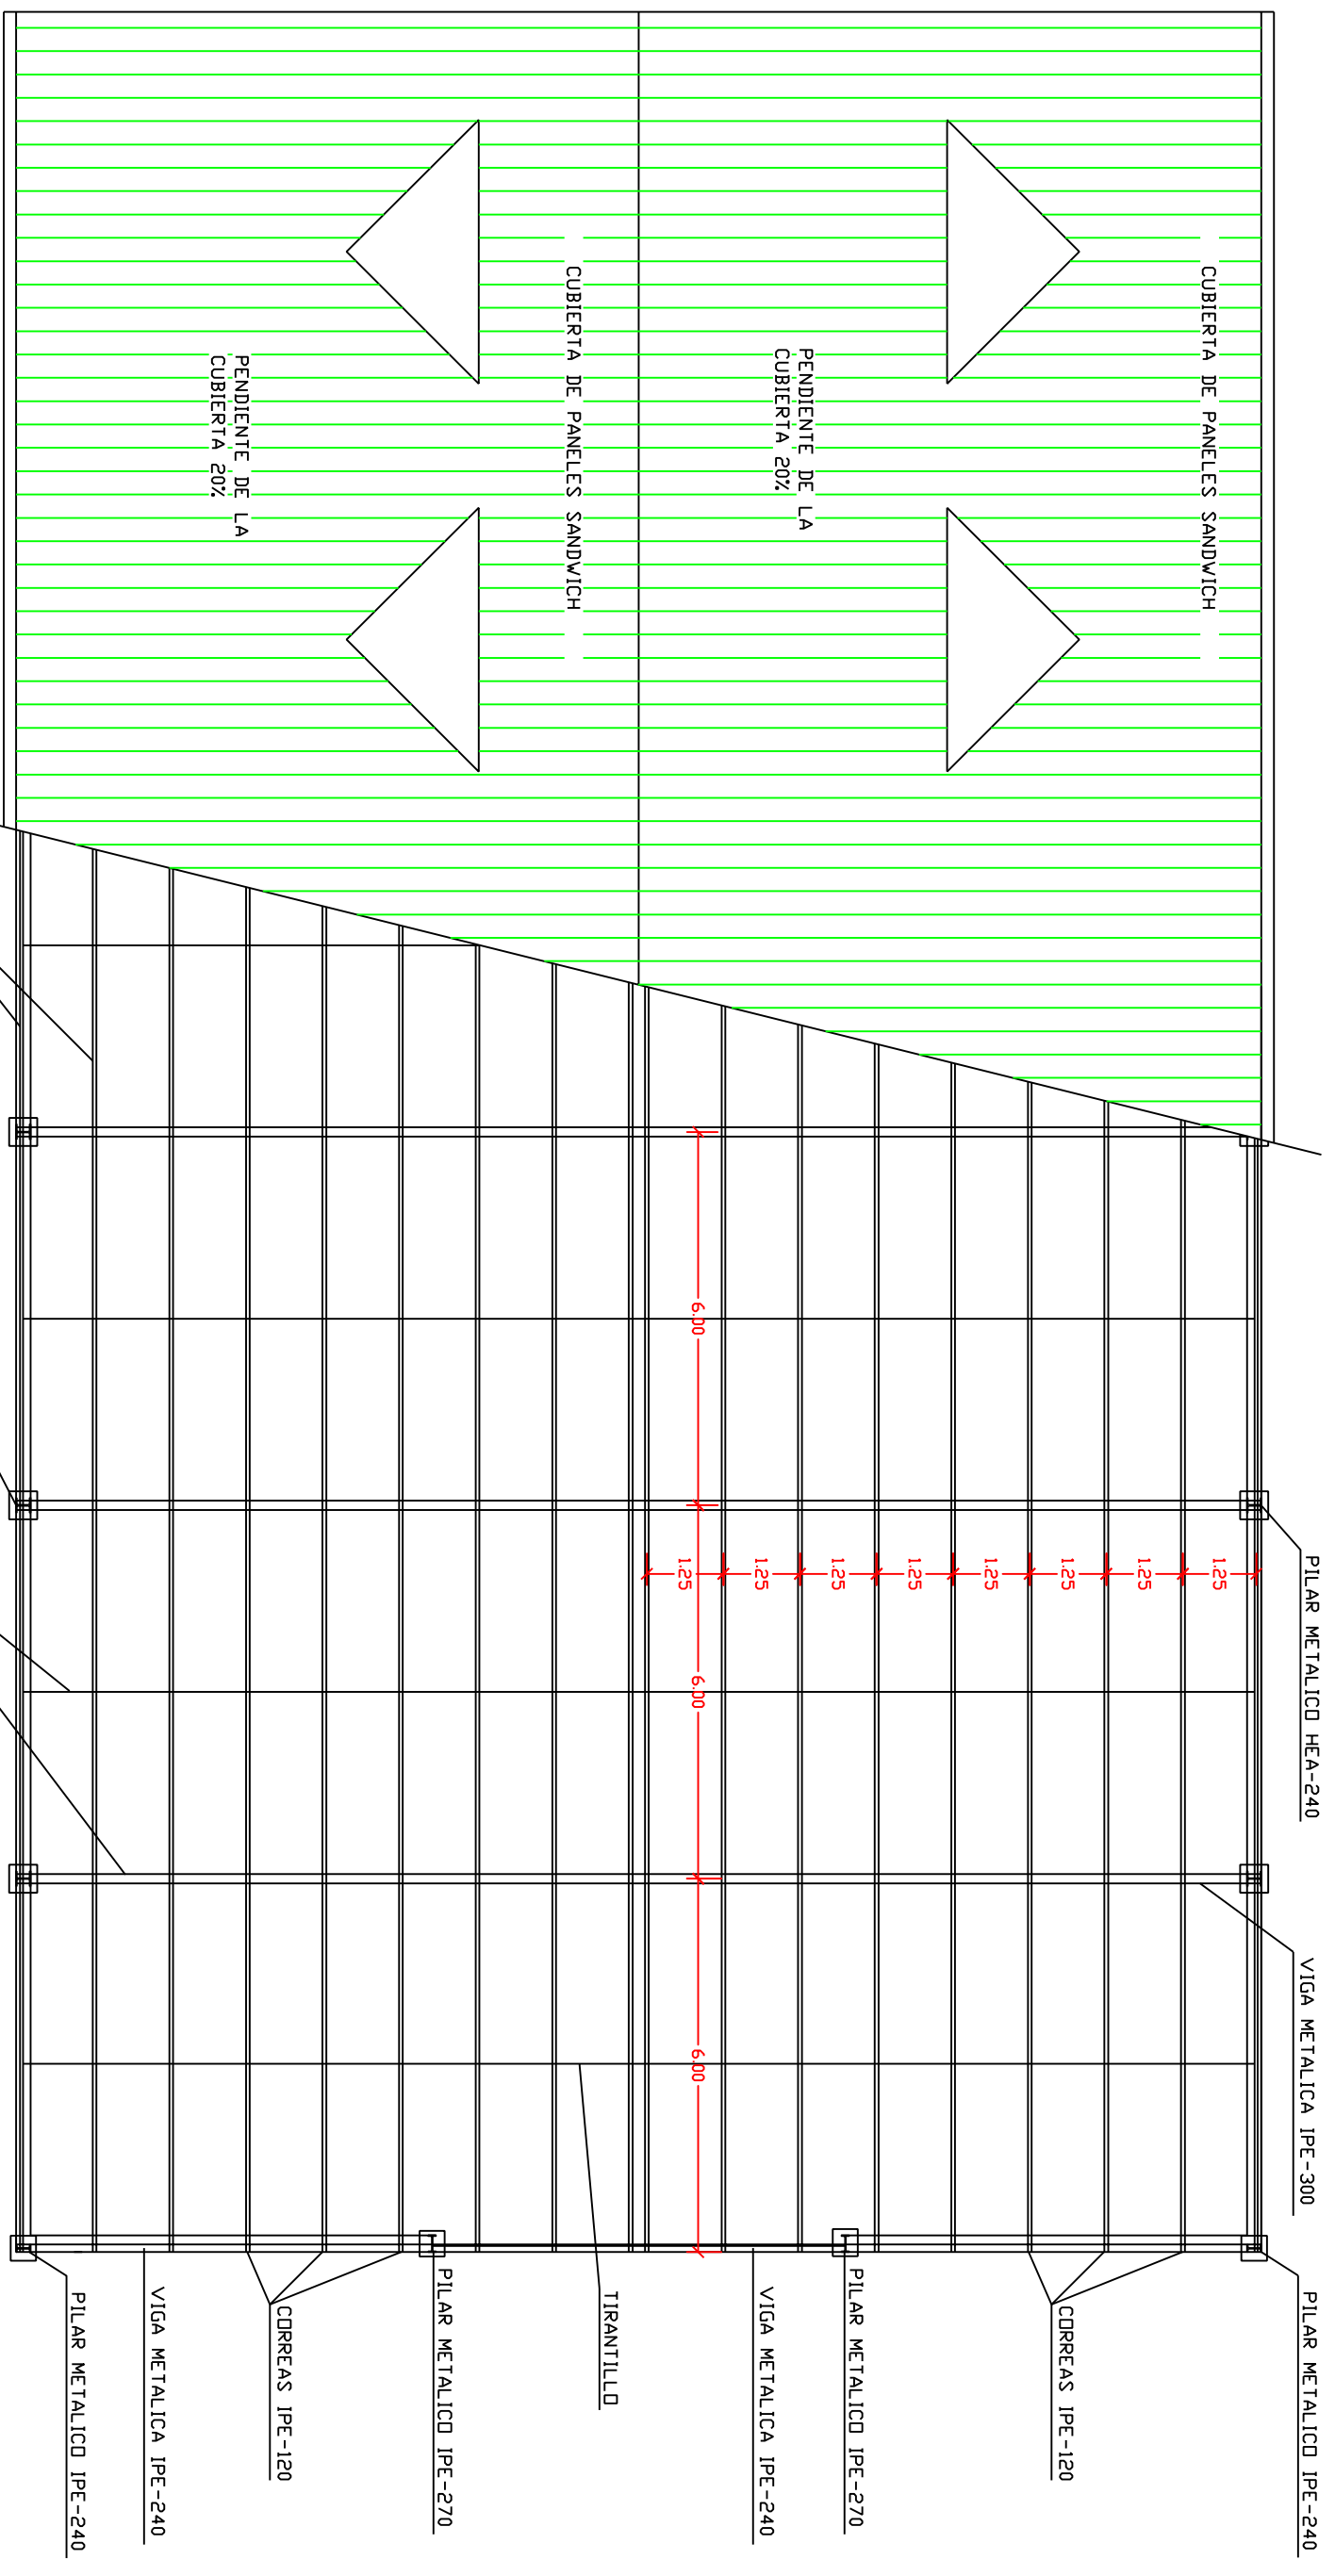 CUBIERTA DE PANELES SANDWICH
PENDIENTE DE LA
CUBIERTA 20%
CUBIERTA DE PANELES SANDWICH
PENDIENTE DE LA
CUBIERTA 20%
PILAR METALICO HEA-240
VIGA METALICA IPE-300
PILAR METALICO IPE-240
6.00
6.00
6.00
1.25
1.25
1.25
1.25
1.25
1.25
1.25
1.25
CORREAS IPE-120
PILAR METALICO IPE-270
VIGA METALICA IPE-240
TIRANTILLO
PILAR METALICO IPE-270
CORREAS IPE-120
VIGA METALICA IPE-240
PILAR METALICO IPE-240